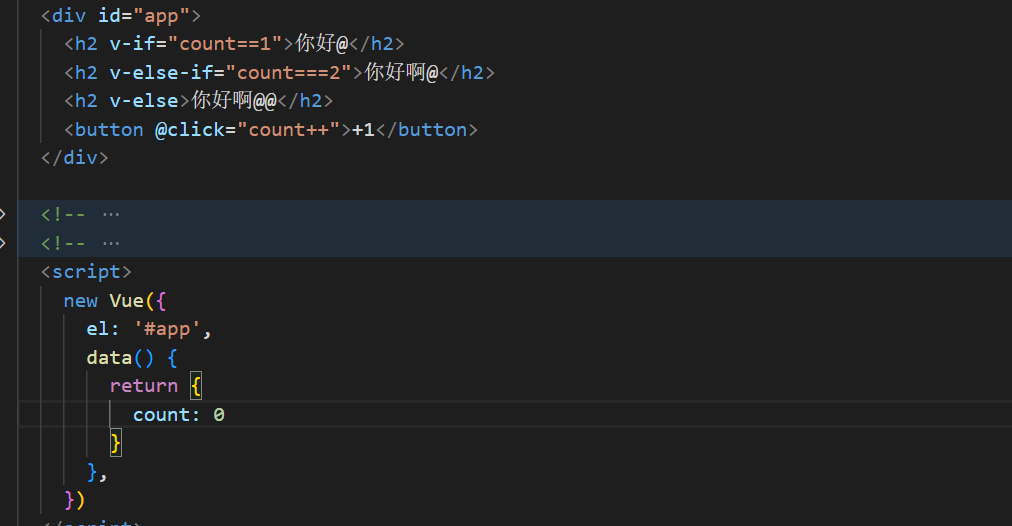 <div id="app">
<h2 v-if="count==1">你好@</h2>
<h2 v-else-if="count===2">你好啊@</h2>
<h2 v-else>你好啊@@</h2>
<button @click="count++">+1</button>
</div>
<!-- ···
<!-- ···
<script>
new Vue({
el: '#app',
data() {
return {
count: 0
}
},
})
</script>